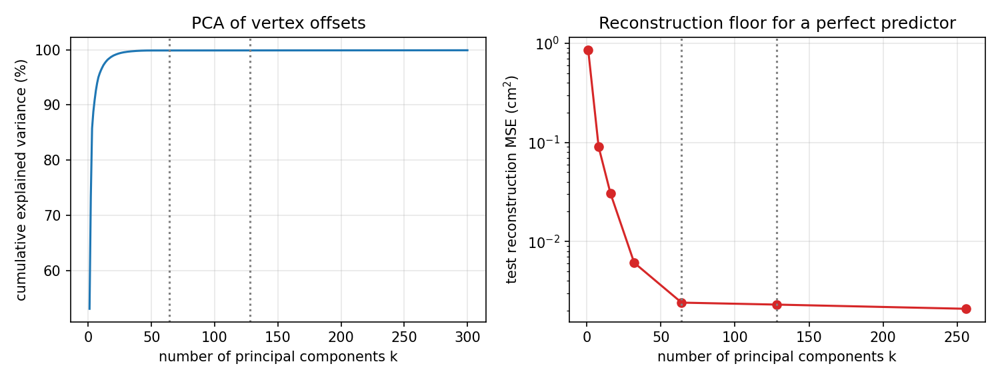 PCA of vertex offsets
cumulative explained variance (%)
100
90
80
70
60
0 50 100 150 200 250 300
number of principal components k
Reconstruction floor for a perfect predictor
test reconstruction MSE (cm²)
10⁰
10⁻¹
10⁻²
0 50 100 150 200 250
number of principal components k